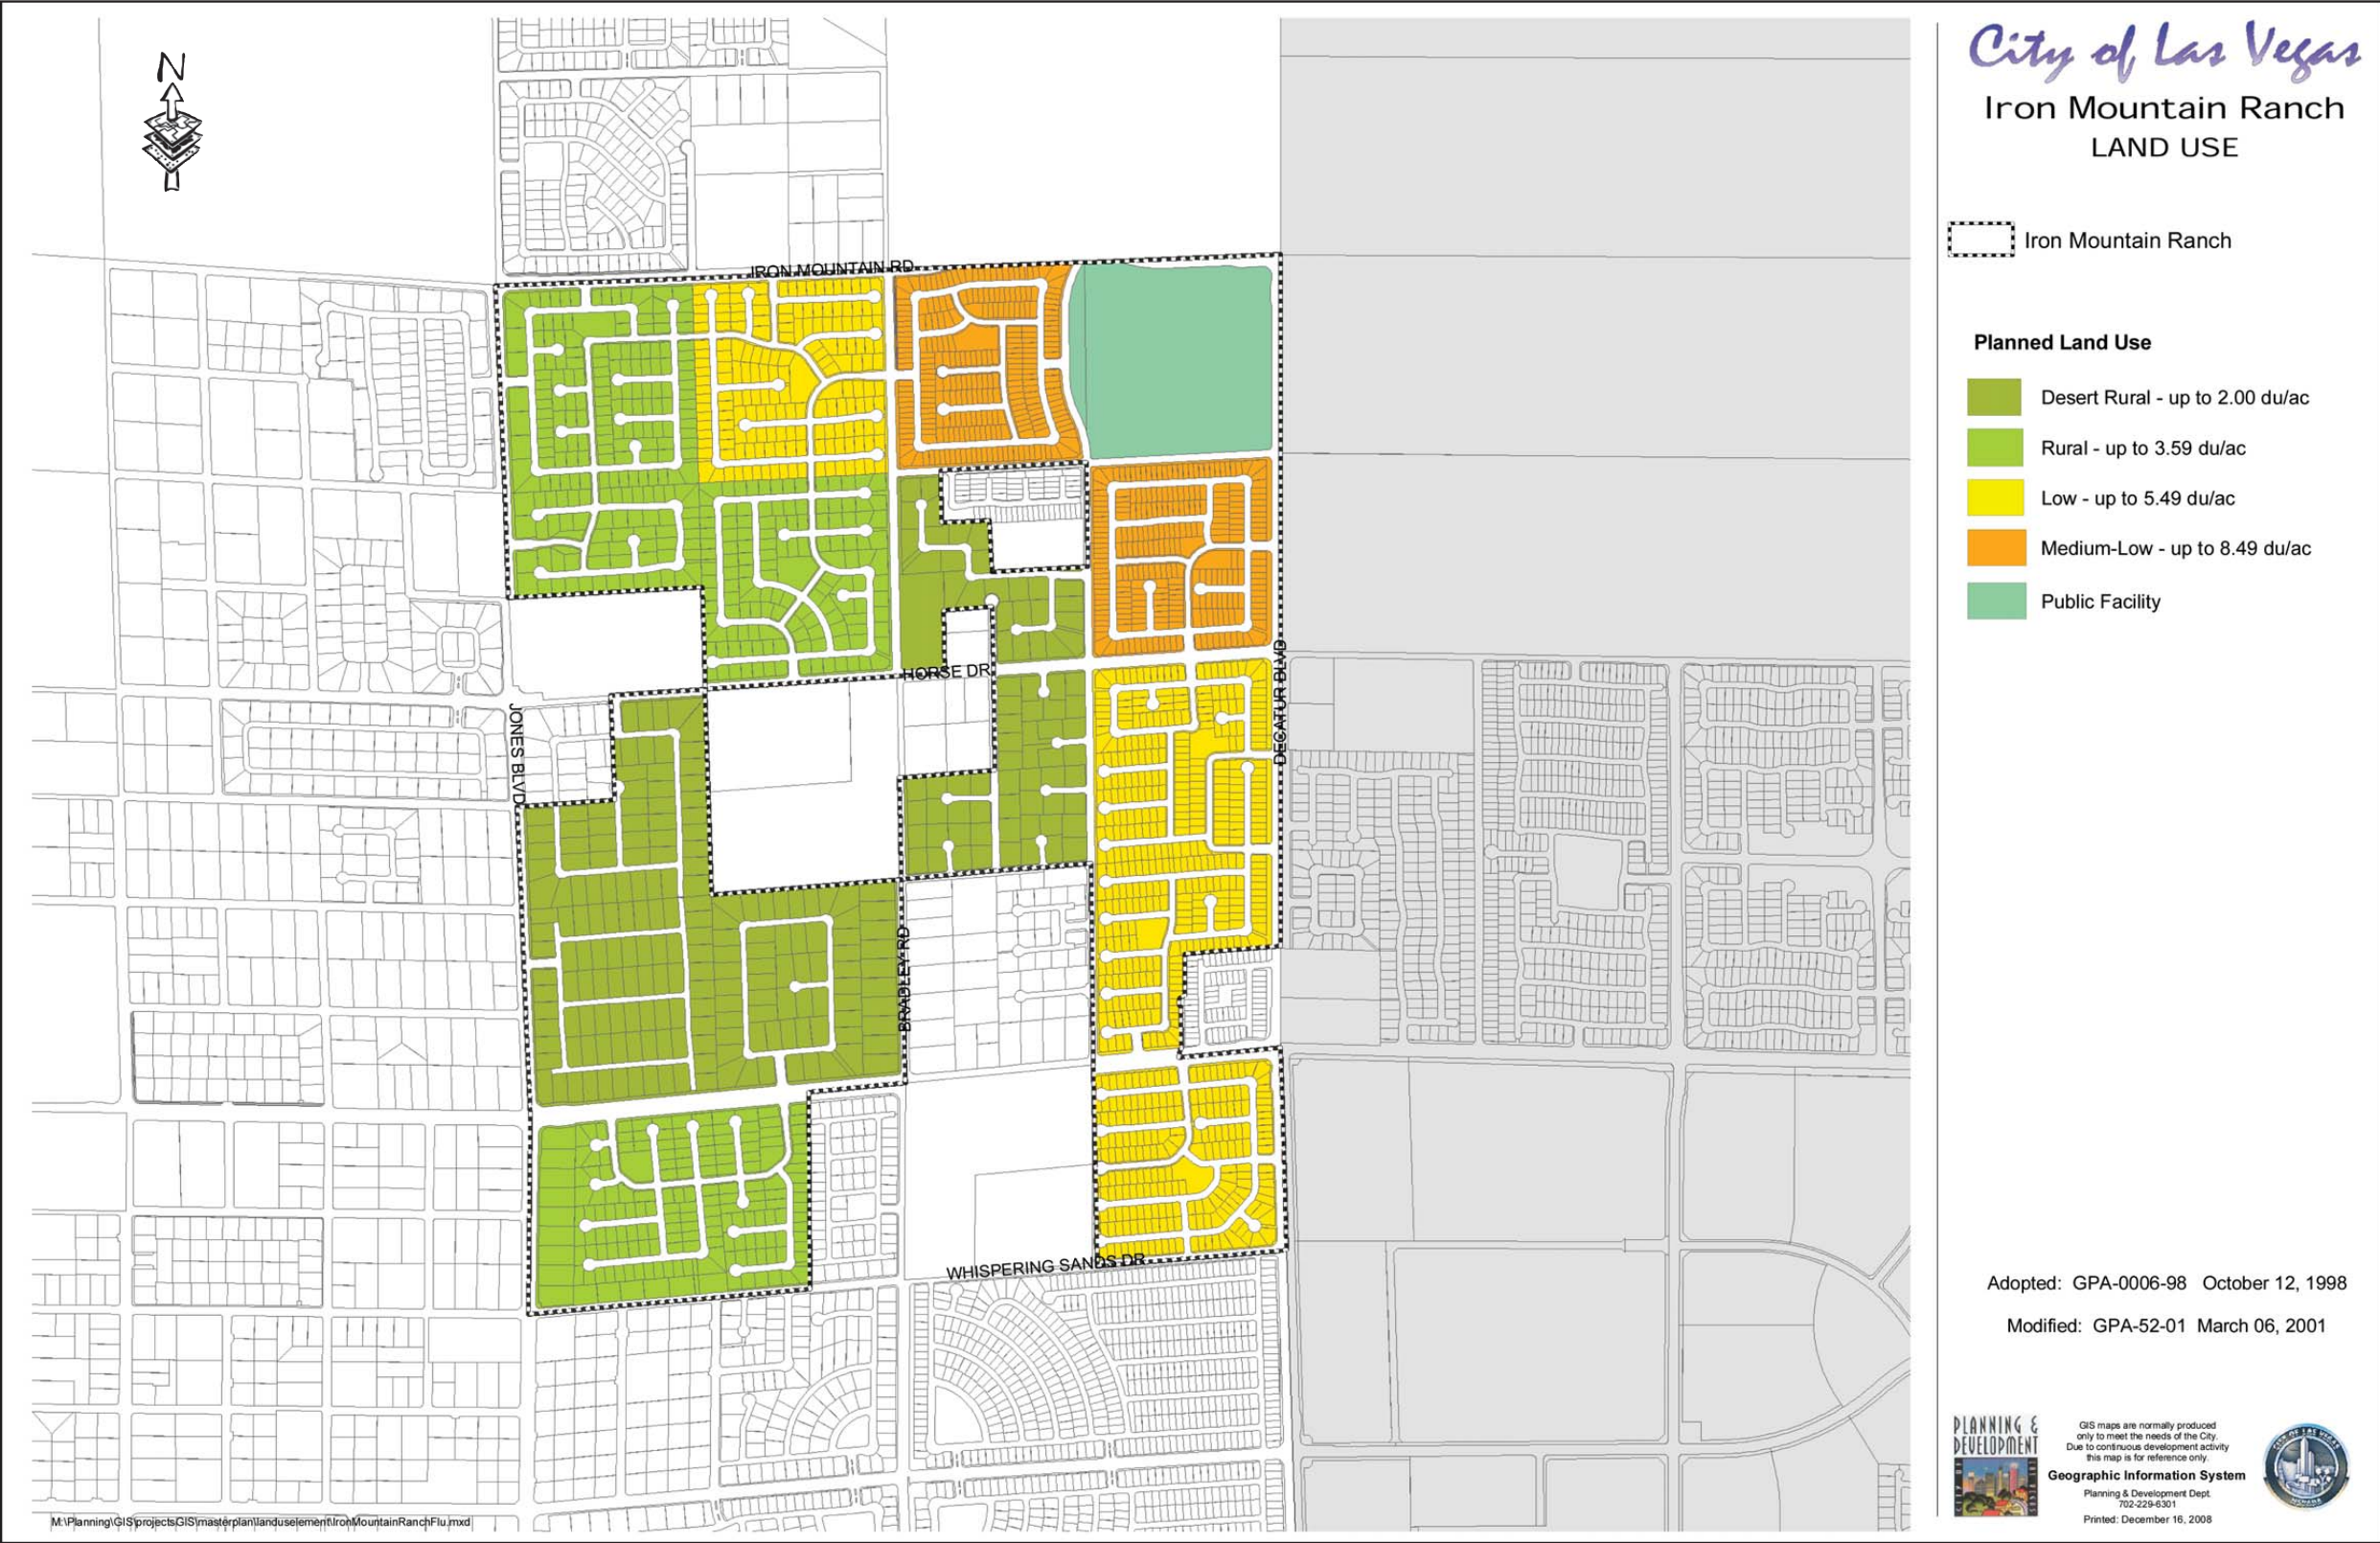 N
IRON MOUNTAIN RD
HORSE DR
JONES BLVD
DECATUR BLVD
BRADLEY RD
WHISPERING SANDS DR
M:\Planning\GIS\projectsGIS\masterplan\landuselement\IronMountainRanchFlu.mxd
City of Las Vegas
Iron Mountain Ranch
LAND USE
Iron Mountain Ranch
Planned Land Use
Desert Rural - up to 2.00 du/ac
Rural - up to 3.59 du/ac
Low - up to 5.49 du/ac
Medium-Low - up to 8.49 du/ac
Public Facility
Adopted: GPA-0006-98 October 12, 1998
Modified: GPA-52-01 March 06, 2001
PLANNING &
DEVELOPMENT
GIS maps are normally produced
only to meet the needs of the City.
Due to continuous development activity
this map is for reference only.
Geographic Information System
Planning & Development Dept.
702-229-6301
Printed: December 16, 2008
CITY OF LAS VEGAS
NEVADA